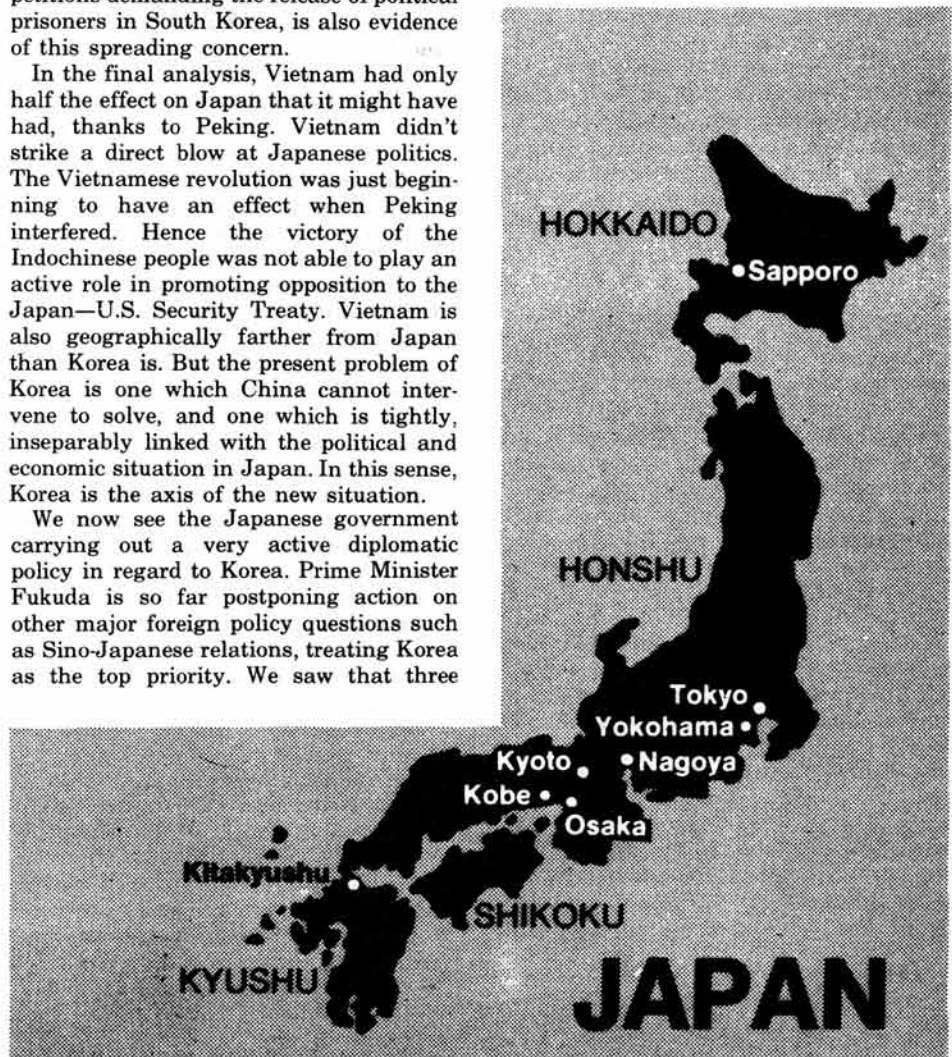 petitions demanding the release of political
prisoners in South Korea, is also evidence
of this spreading concern.
In the final analysis, Vietnam had only
half the effect on Japan that it might have
had, thanks to Peking. Vietnam didn't
strike a direct blow at Japanese politics.
The Vietnamese revolution was just begin-
ning to have an effect when Peking
interfered. Hence the victory of the
Indochinese people was not able to play an
active role in promoting opposition to the
Japan—U.S. Security Treaty. Vietnam is
also geographically farther from Japan
than Korea is. But the present problem of
Korea is one which China cannot inter-
vene to solve, and one which is tightly,
inseparably linked with the political and
economic situation in Japan. In this sense,
Korea is the axis of the new situation.
We now see the Japanese government
carrying out a very active diplomatic
policy in regard to Korea. Prime Minister
Fukuda is so far postponing action on
other major foreign policy questions such
as Sino-Japanese relations, treating Korea
as the top priority. We saw that three
HOKKAIDO
Sapporo
HONSHU
Tokyo
Yokohama
Kyoto
Nagoya
Kobe
Osaka
Kitakyushu
SHIKOKU
KYUSHU
JAPAN